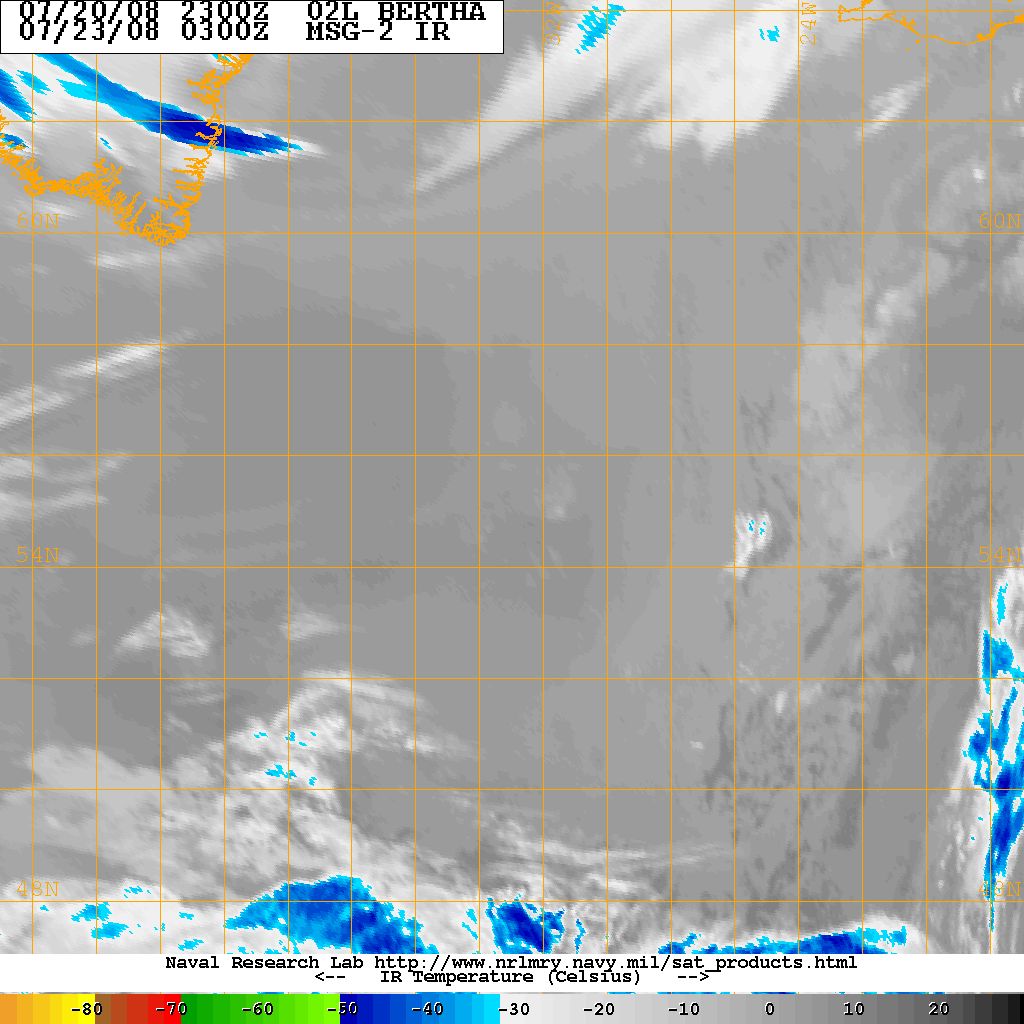 07/20/08 2300Z 02L BERTHA
07/23/08 0300Z MSG-2 IR
32W 24W
60N 60N
54N 54N
48N 48N
Naval Research Lab http://www.nrlmry.navy.mil/sat_products.html
<-- IR Temperature (Celsius) -->
-80 -70 -60 -50 -40 -30 -20 -10 0 10 20